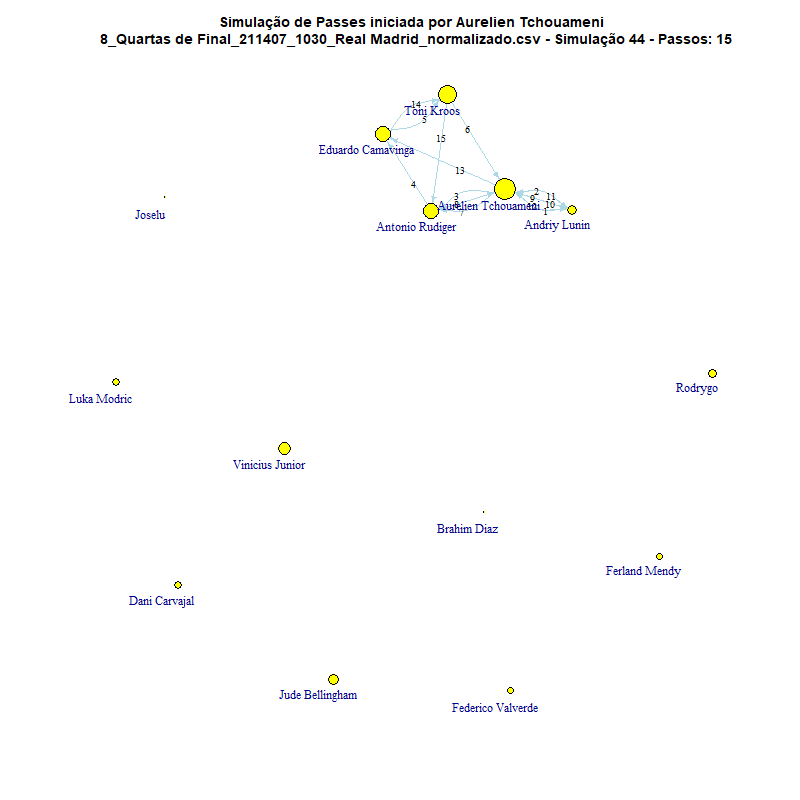 Simulação de Passes iniciada por Aurelien Tchouameni
8_Quartas de Final_211407_1030_Real Madrid_normalizado.csv - Simulação 44 - Passos: 15
14
Toni Kroos
5
6
15
Eduardo Camavinga
13
4
2
11
3
9
10
Aurelien Tchouameni
7
1
Joselu
Antonio Rudiger
Andriy Lunin
Rodrygo
Luka Modric
Vinicius Junior
Brahim Diaz
Ferland Mendy
Dani Carvajal
Jude Bellingham
Federico Valverde